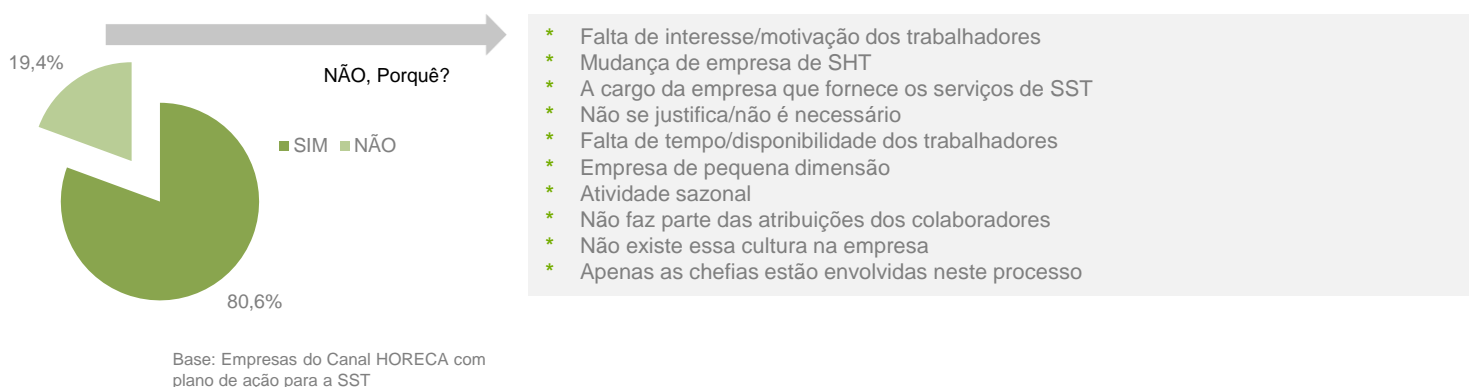 19,4%
NÃO, Porquê?
SIM NÃO
80,6%
Base: Empresas do Canal HORECA com
plano de ação para a SST
* Falta de interesse/motivação dos trabalhadores
* Mudança de empresa de SHT
* A cargo da empresa que fornece os serviços de SST
* Não se justifica/não é necessário
* Falta de tempo/disponibilidade dos trabalhadores
* Empresa de pequena dimensão
* Atividade sazonal
* Não faz parte das atribuições dos colaboradores
* Não existe essa cultura na empresa
* Apenas as chefias estão envolvidas neste processo